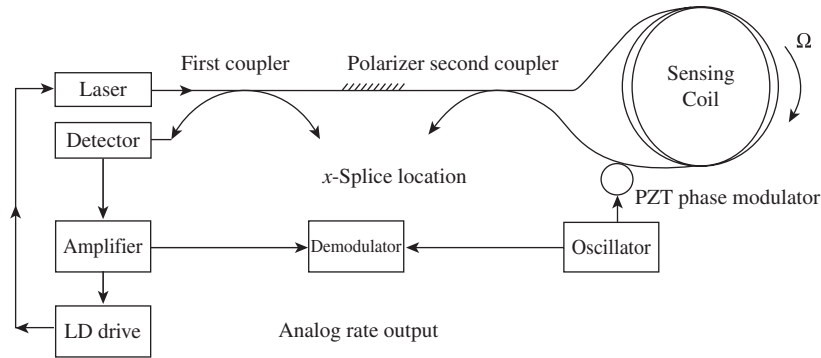 First coupler
Polarizer second coupler
Ω
Laser
Sensing
Coil
Detector
x-Splice location
PZT phase modulator
Amplifier
Demodulator
Oscillator
LD drive
Analog rate output